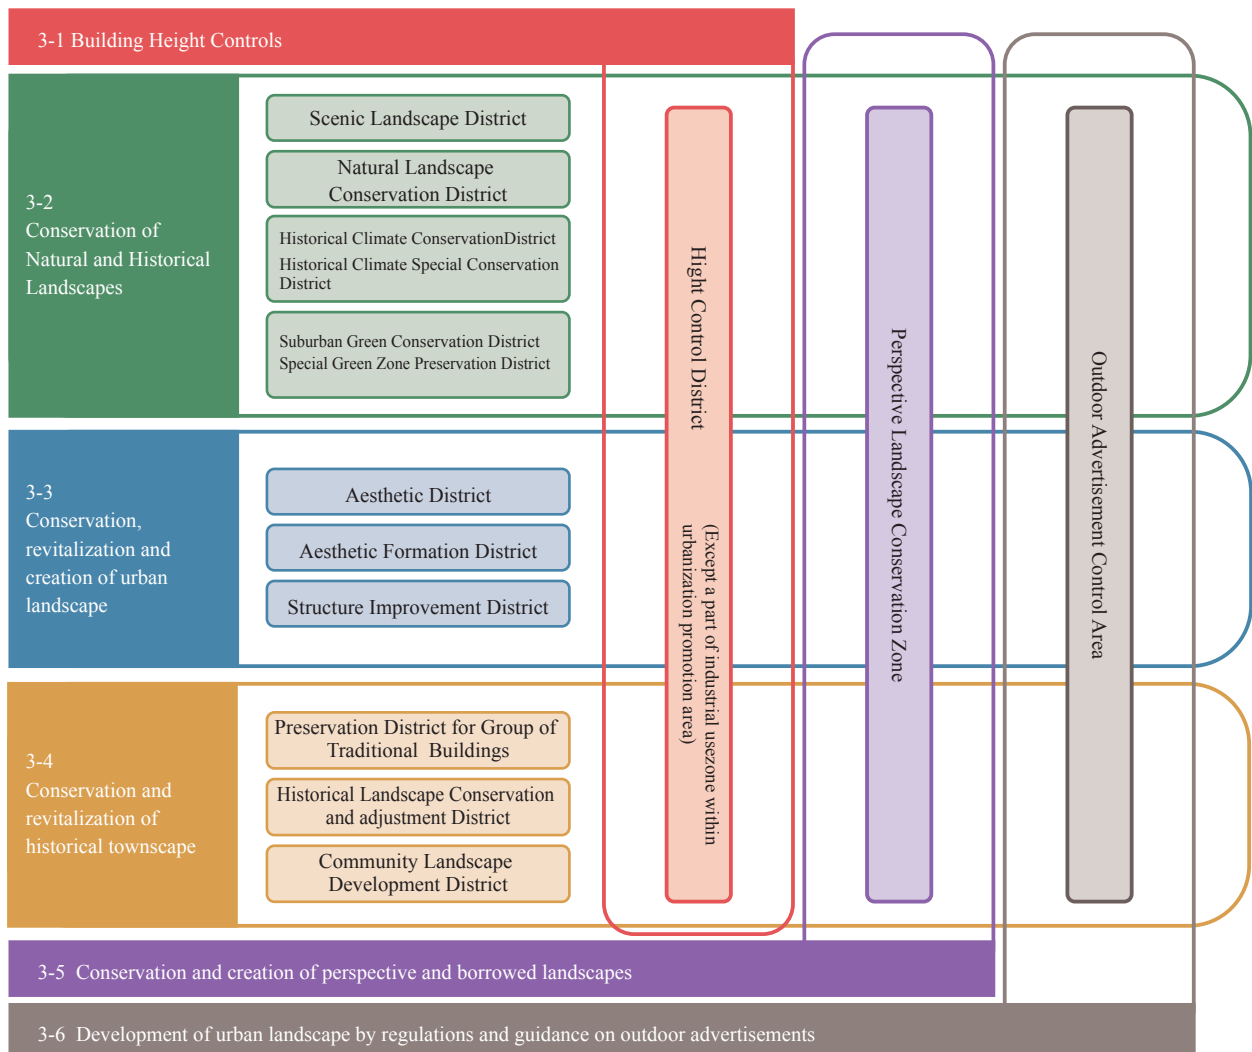 3-1 Building Height Controls
3-2
Conservation of
Natural and Historical
Landscapes
Scenic Landscape District
Natural Landscape
Conservation District
Historical Climate ConservationDistrict
Historical Climate Special Conservation
District
Suburban Green Conservation District
Special Green Zone Preservation District
3-3
Conservation,
revitalization and
creation of urban
landscape
Aesthetic District
Aesthetic Formation District
Structure Improvement District
3-4
Conservation and
revitalization of
historical townscape
Preservation District for Group of
Traditional Buildings
Historical Landscape Conservation
and adjustment District
Community Landscape
Development District
Hight Control District
(Except a part of industrial usezone within
urbanization promotion area)
Perspective Landscape Conservation Zone
Outdoor Advertisement Control Area
3-5 Conservation and creation of perspective and borrowed landscapes
3-6 Development of urban landscape by regulations and guidance on outdoor advertisements